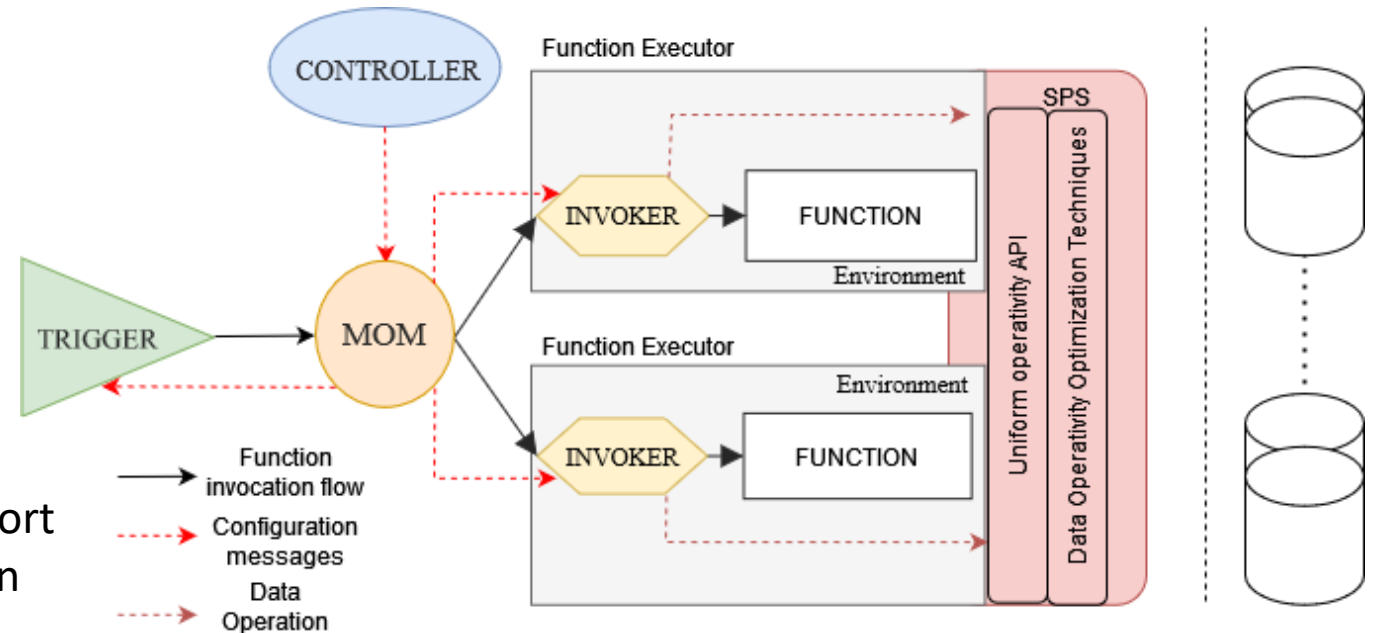 Function Executor
CONTROLLER
SPS
INVOKER
FUNCTION
Environment
Uniform operativity API
Data Operativity Optimization Techniques
TRIGGER
MOM
Function Executor
Environment
INVOKER
FUNCTION
Function
invocation flow
ort
Configuration
messages
n
Data
Operation